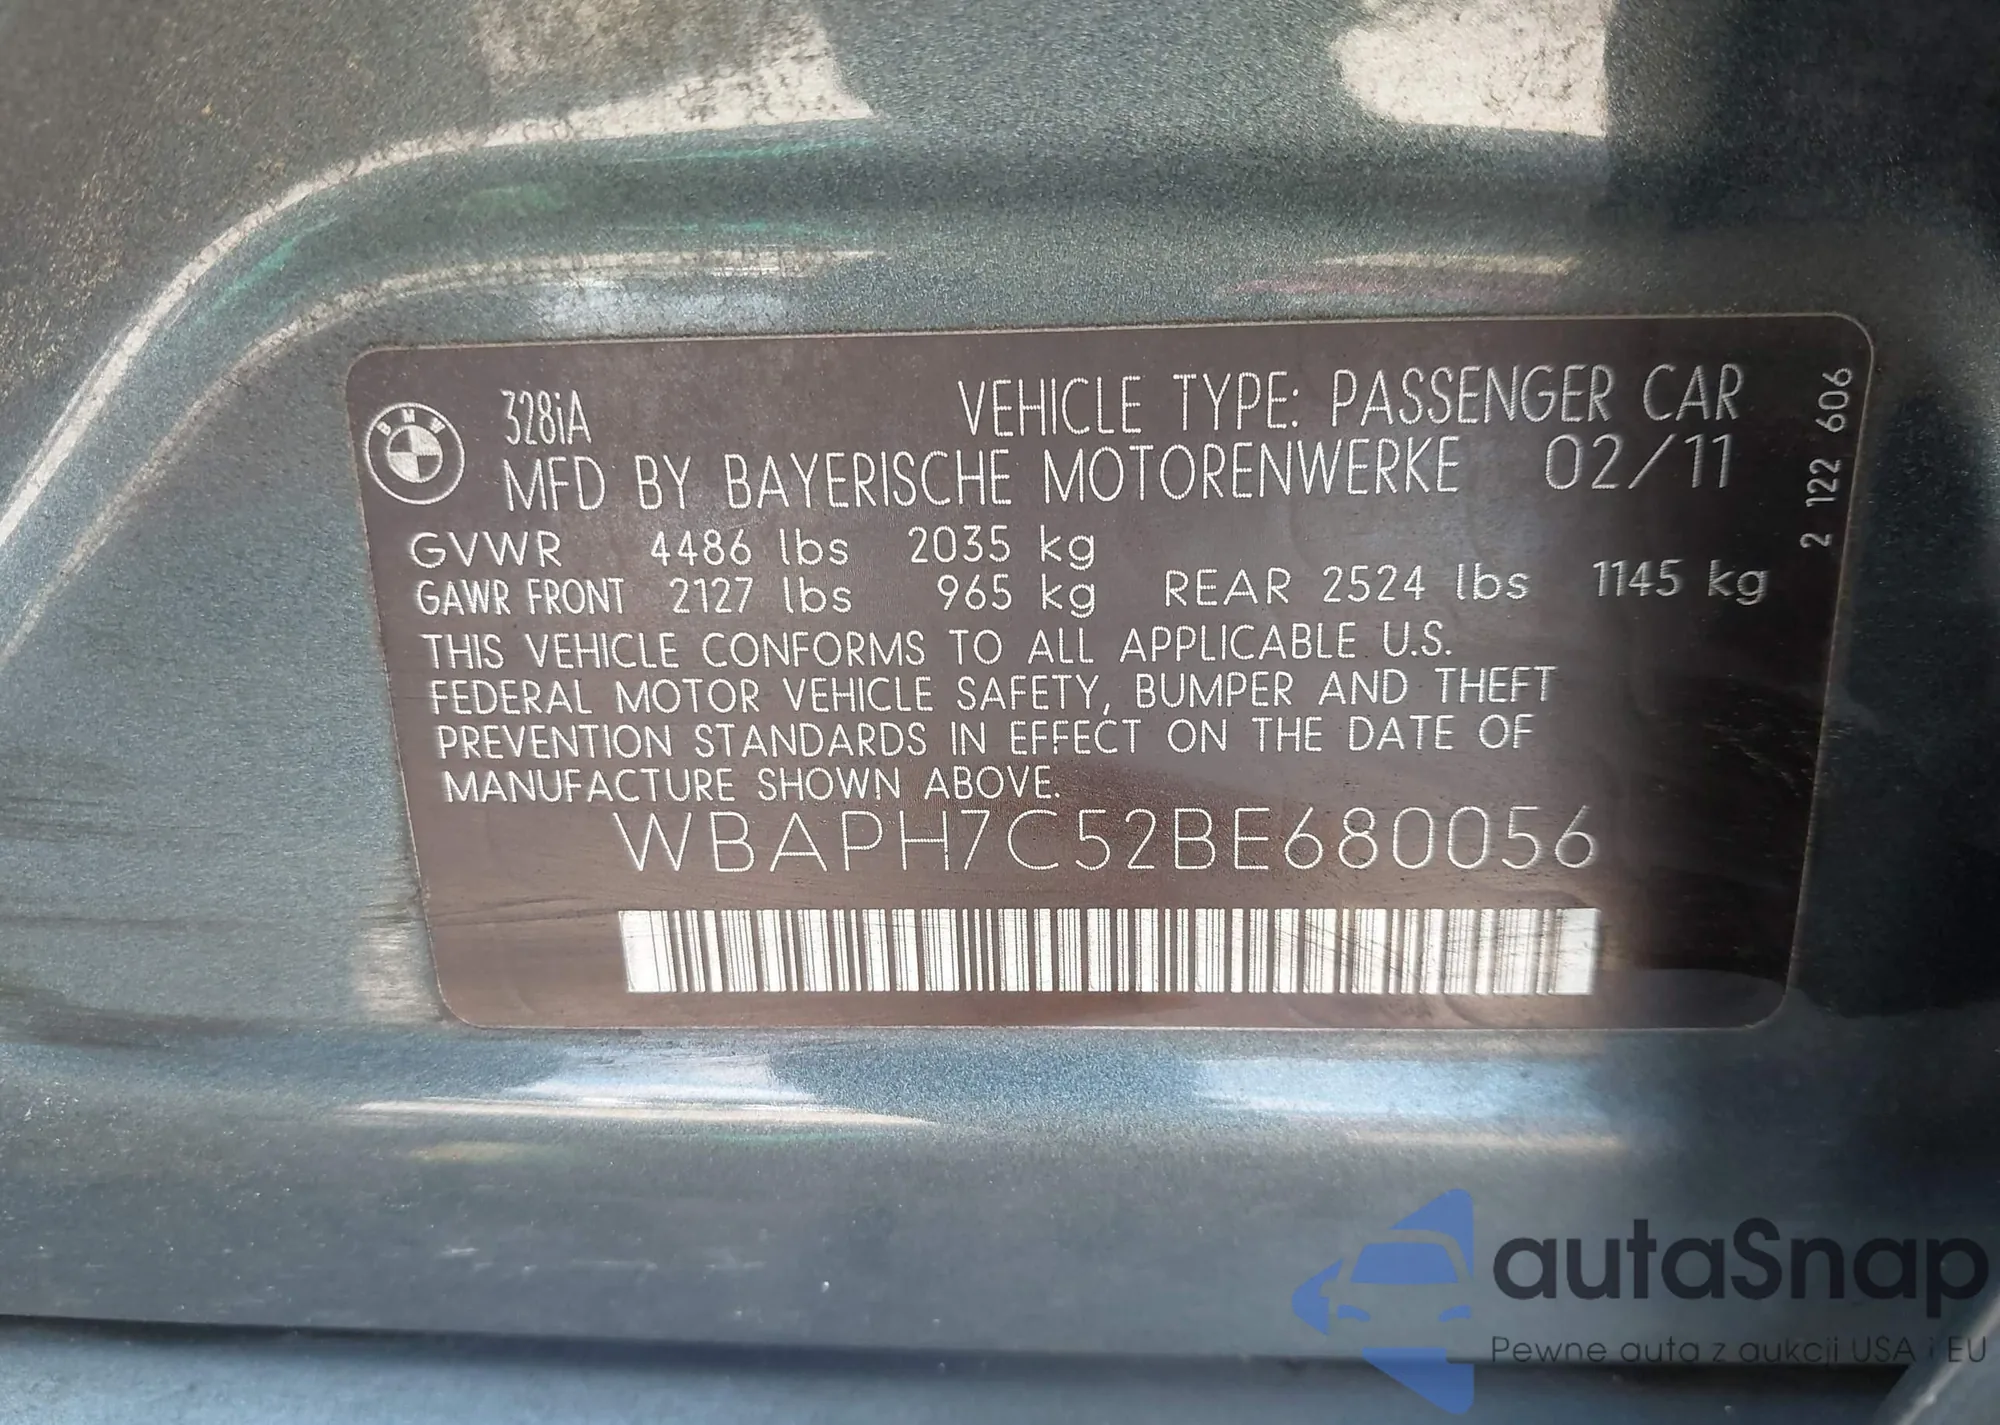 BMW
328iA VEHICLE TYPE: PASSENGER CAR
MFD BY BAYERISCHE MOTORENWERKE 02/11
GVWR 4486 lbs 2035 kg
GAWR FRONT 2127 lbs 965 kg REAR 2524 lbs 1145 kg
THIS VEHICLE CONFORMS TO ALL APPLICABLE U.S.
FEDERAL MOTOR VEHICLE SAFETY, BUMPER AND THEFT
PREVENTION STANDARDS IN EFFECT ON THE DATE OF
MANUFACTURE SHOWN ABOVE.
WBAPH7C52BE680056
2 122 606
autaSnap
Pewne auta z aukcji USA i EU